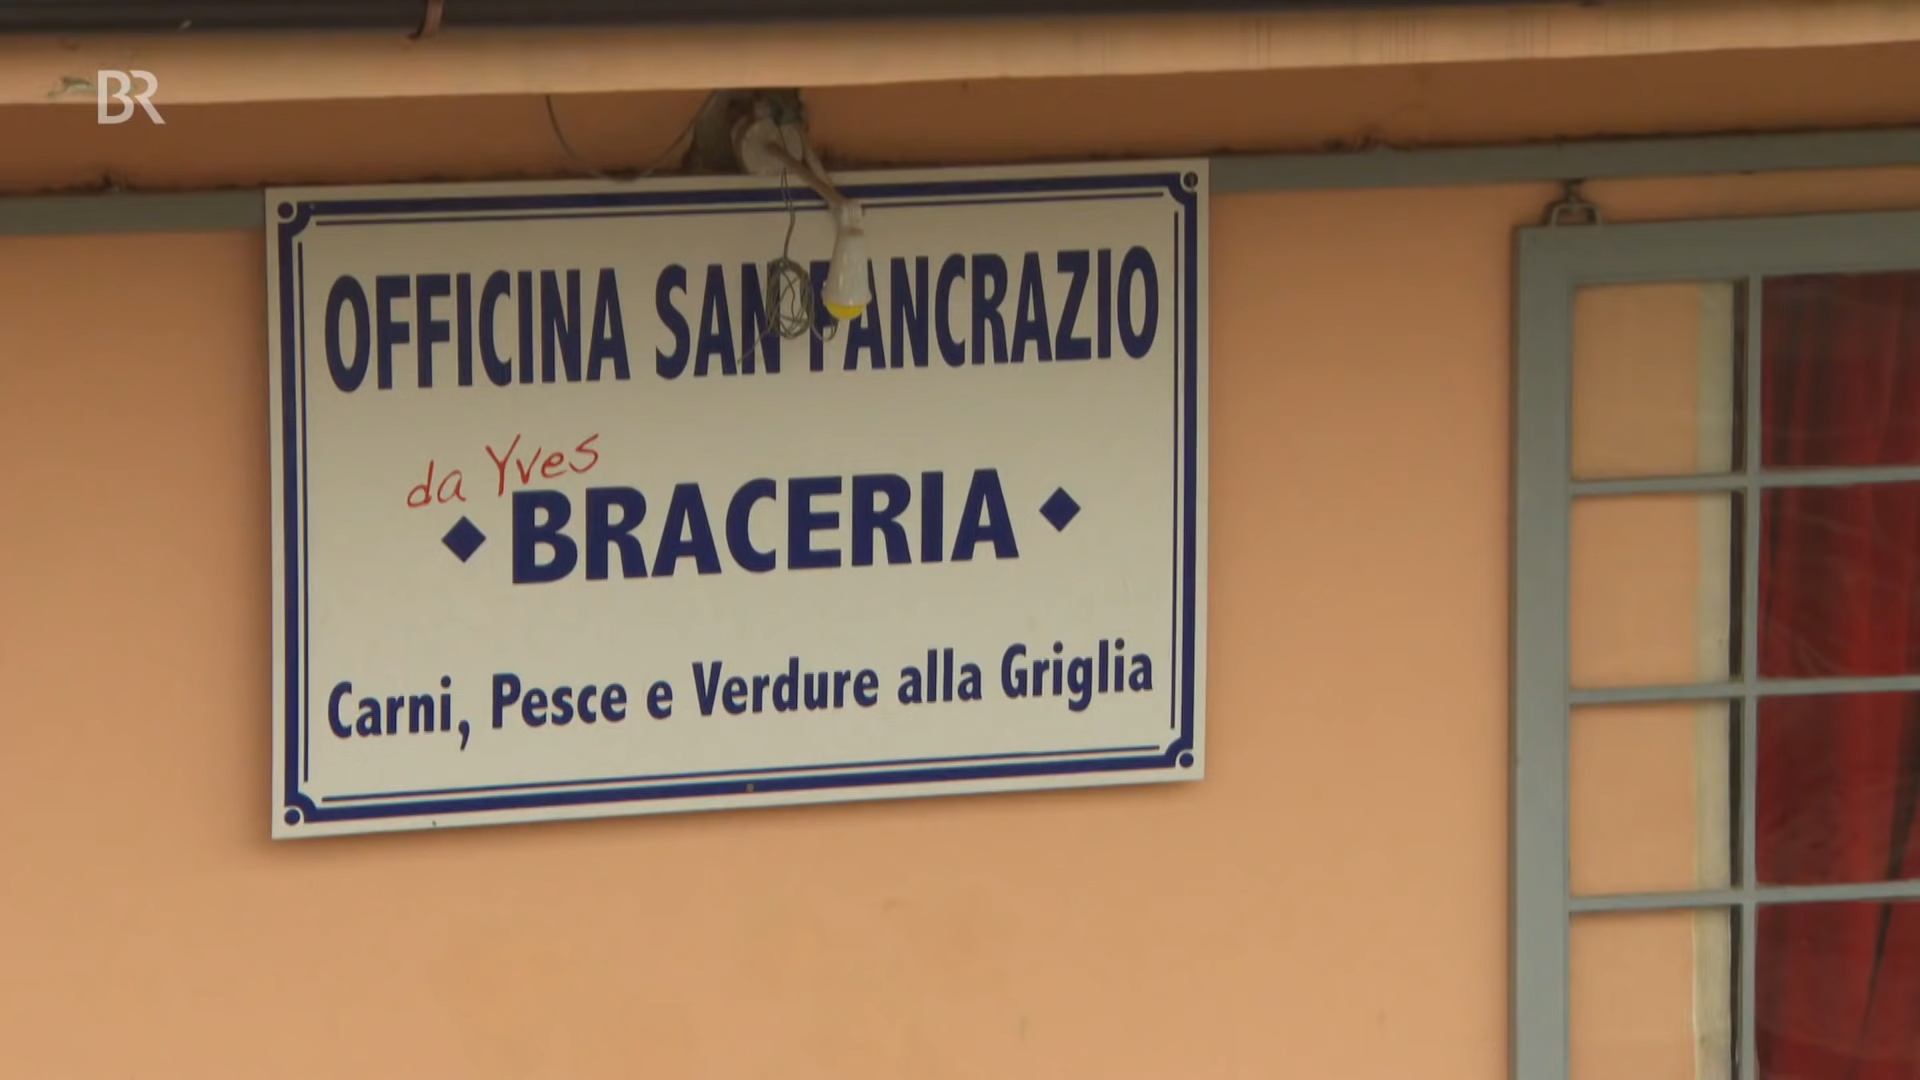 BR
OFFICINA SAN PANCRAZIO
da Yves
BRACERIA
Carni, Pesce e Verdure alla Griglia